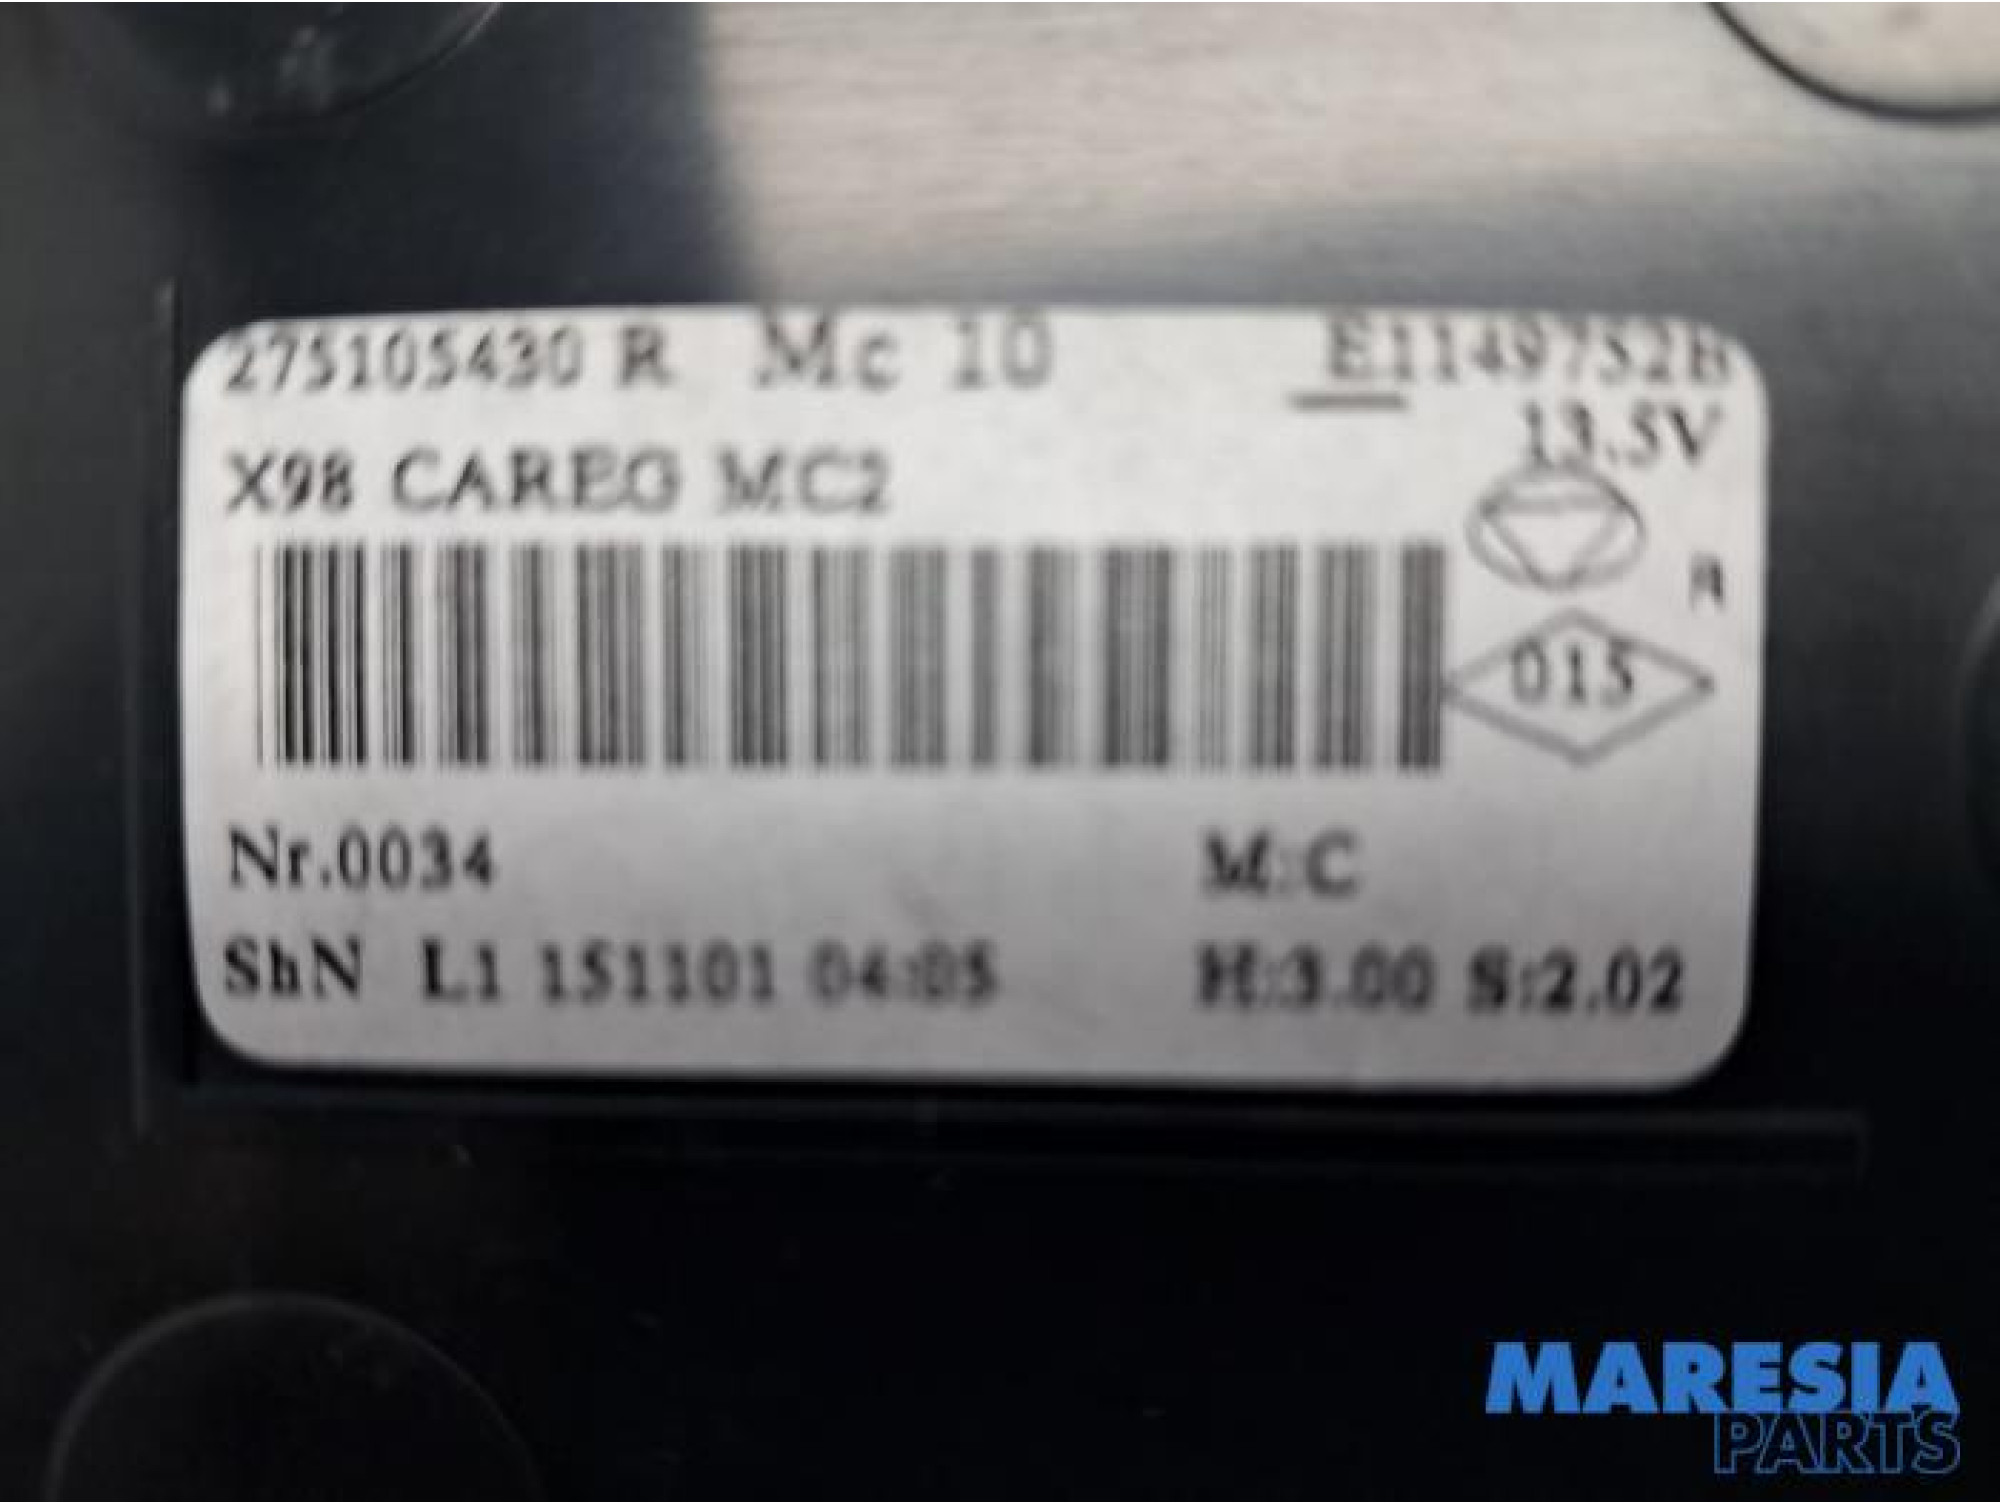 275105430 R Mc 10 E1149752B
13.5V
X98 CAREG MC2
R
015
Nr.0034 M:C
ShN L1 151101 04:05 H:3.00 S:2.02
MARESIA
PARTS